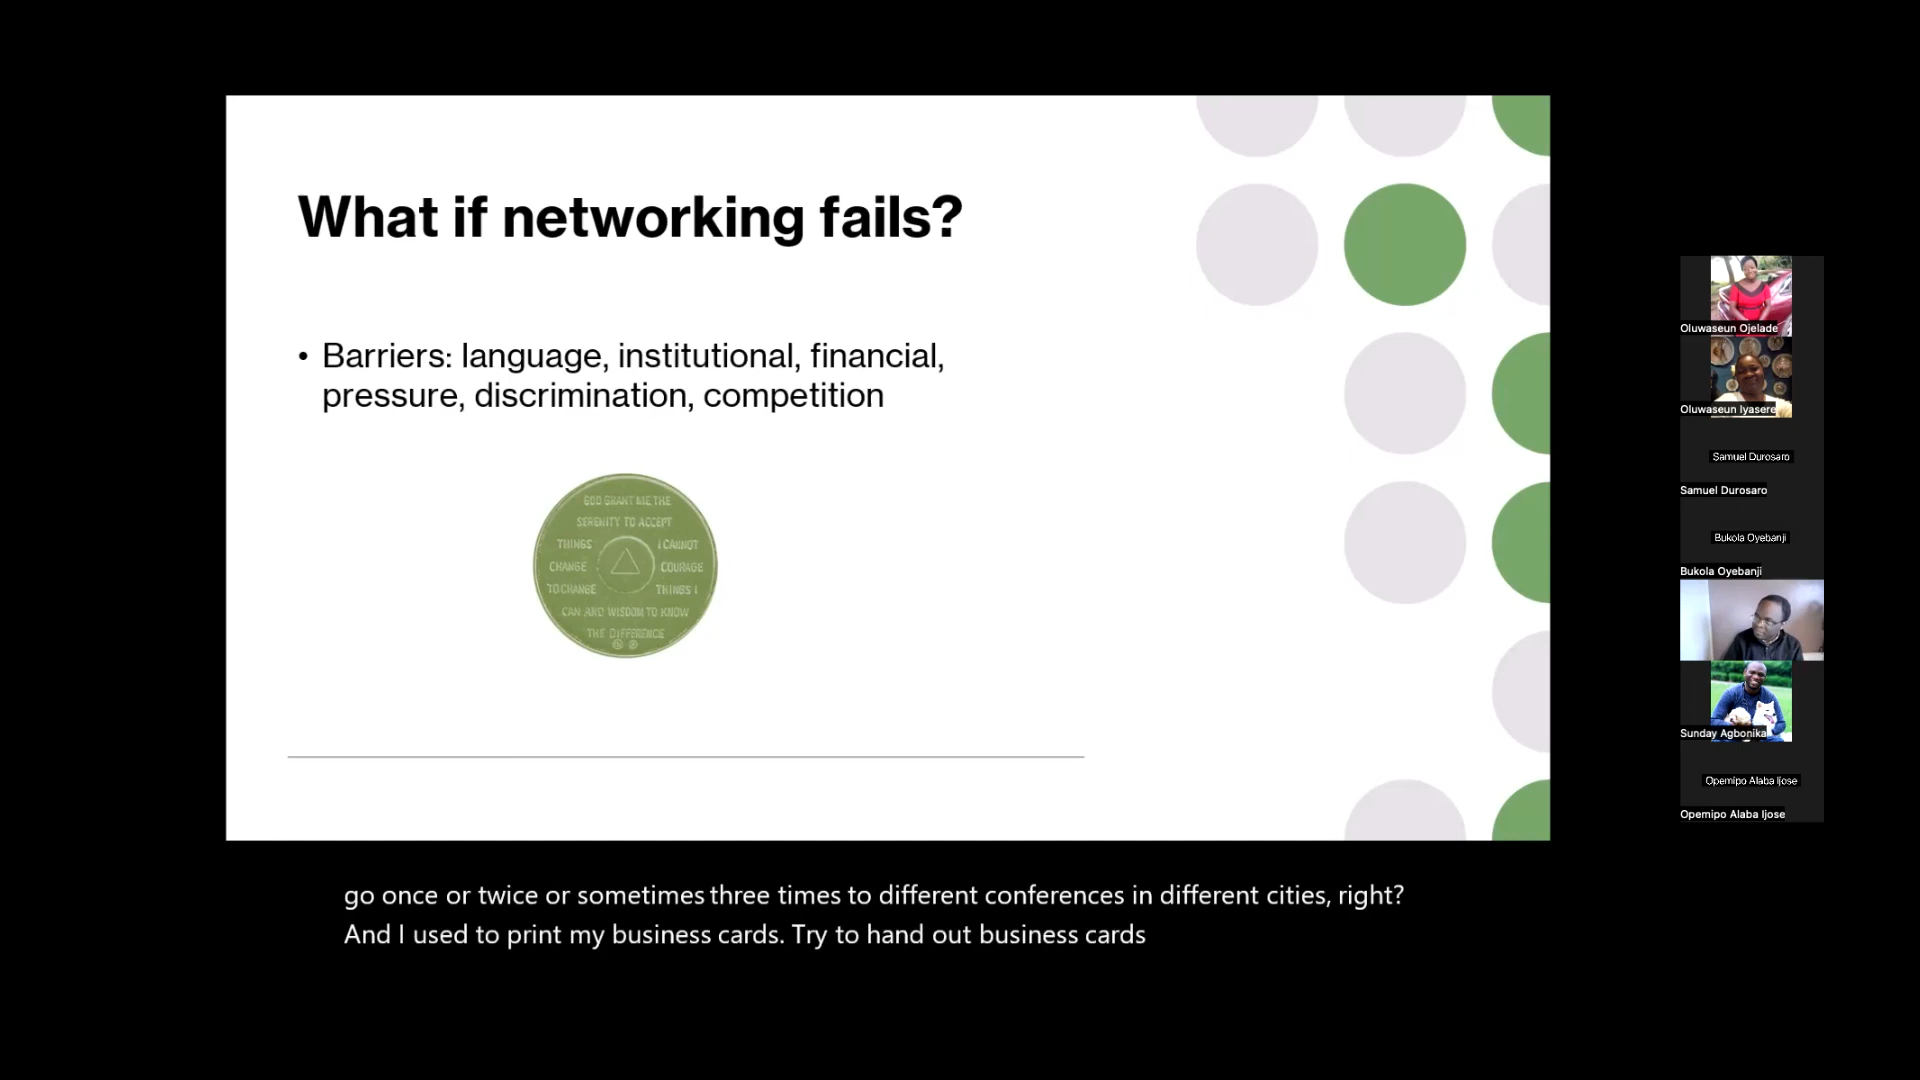 What if networking fails?
• Barriers: language, institutional, financial,
pressure, discrimination, competition
GOD GRANT ME THE
SERENITY TO ACCEPT
THINGS I CANNOT
CHANGE COURAGE
TO CHANGE THINGS I
CAN AND WISDOM TO KNOW
THE DIFFERENCE
Oluwaseun Ojelade
Oluwaseun Iyasere
Samuel Durosaro
Samuel Durosaro
Bukola Oyebanji
Bukola Oyebanji
Sunday Agbonika
Opemipo Alaba Ijose
Opemipo Alaba Ijose
go once or twice or sometimes three times to different conferences in different cities, right?
And I used to print my business cards. Try to hand out business cards